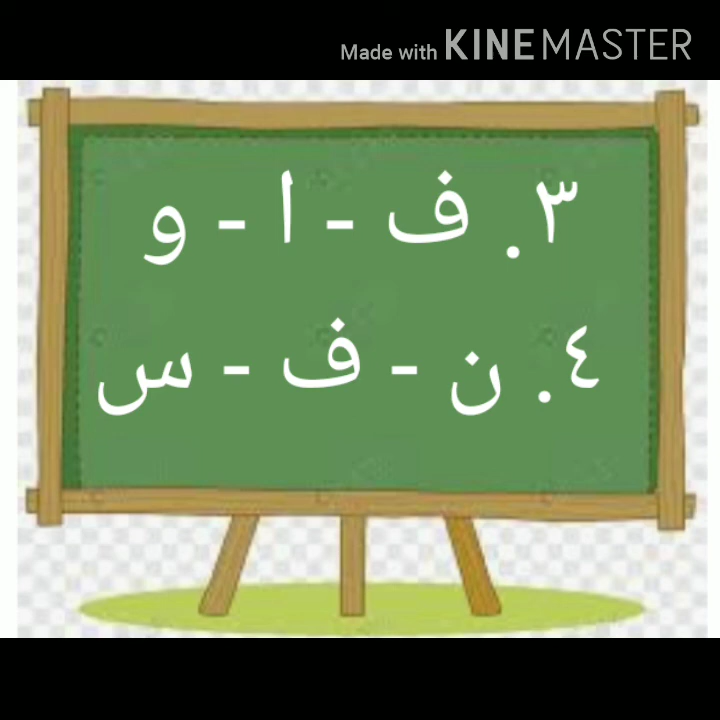 Made with KINEMASTER
٣. ف - ا - و
٤. ن - ف - س